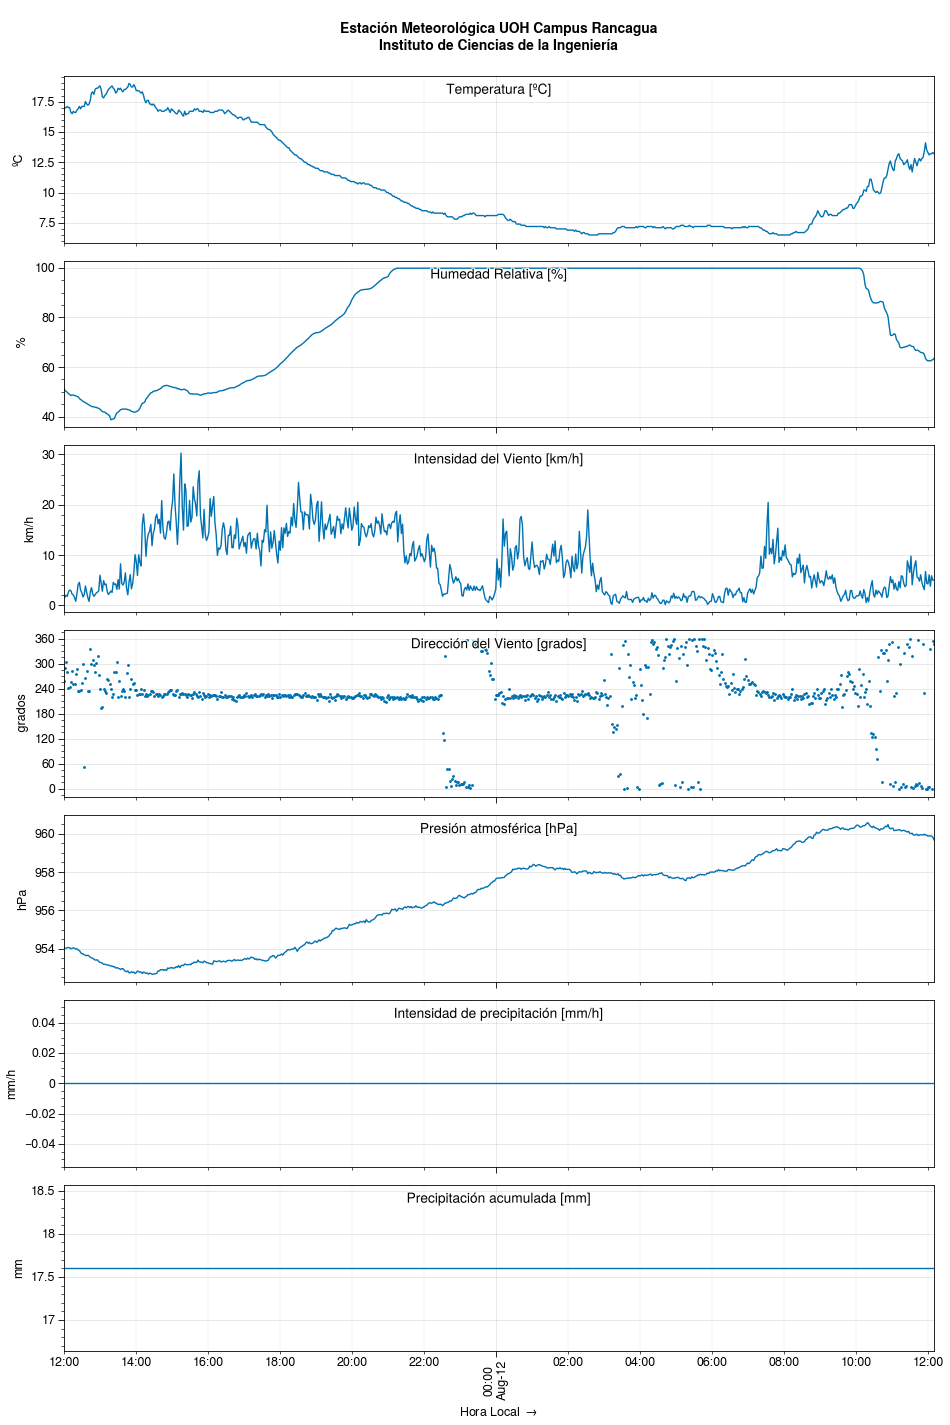 Estación Meteorológica UOH Campus Rancagua
Instituto de Ciencias de la Ingeniería
Temperatura [ºC]
17.5
15
12.5
10
7.5
ºC
Humedad Relativa [%]
100
80
60
40
%
Intensidad del Viento [km/h]
30
20
10
0
km/h
Dirección del Viento [grados]
360
300
240
180
120
60
0
grados
Presión atmosférica [hPa]
960
958
956
954
hPa
Intensidad de precipitación [mm/h]
0.04
0.02
0
−0.02
−0.04
mm/h
Precipitación acumulada [mm]
18.5
18
17.5
17
mm
12:00 14:00 16:00 18:00 20:00 22:00 00:00 02:00 04:00 06:00 08:00 10:00 12:00
Aug-12
Hora Local →